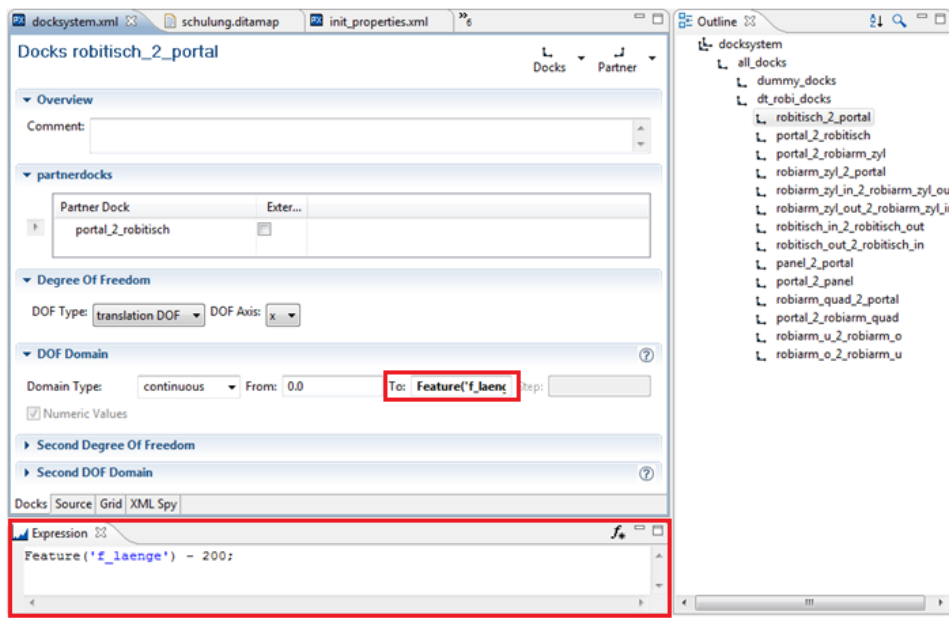 docksystem.xml
schulung.ditamap
init_properties.xml
»6
Docks robitisch_2_portal
Docks
Partner
Overview
Comment:
partnerdocks
Partner Dock
Exter...
portal_2_robitisch
Degree Of Freedom
DOF Type: translation DOF DOF Axis: x
DOF Domain
Domain Type: continuous From: 0.0 To: Feature('f_laeng Step:
Numeric Values
Second Degree Of Freedom
Second DOF Domain
Docks Source Grid XML Spy
Expression
Feature('f_laenge') - 200;
Outline
docksystem
all_docks
dummy_docks
dt_robi_docks
robitisch_2_portal
portal_2_robitisch
portal_2_robiarm_zyl
robiarm_zyl_2_portal
robiarm_zyl_in_2_robiarm_zyl_ou
robiarm_zyl_out_2_robiarm_zyl_i
robitisch_in_2_robitisch_out
robitisch_out_2_robitisch_in
panel_2_portal
portal_2_panel
robiarm_quad_2_portal
portal_2_robiarm_quad
robiarm_u_2_robiarm_o
robiarm_o_2_robiarm_u